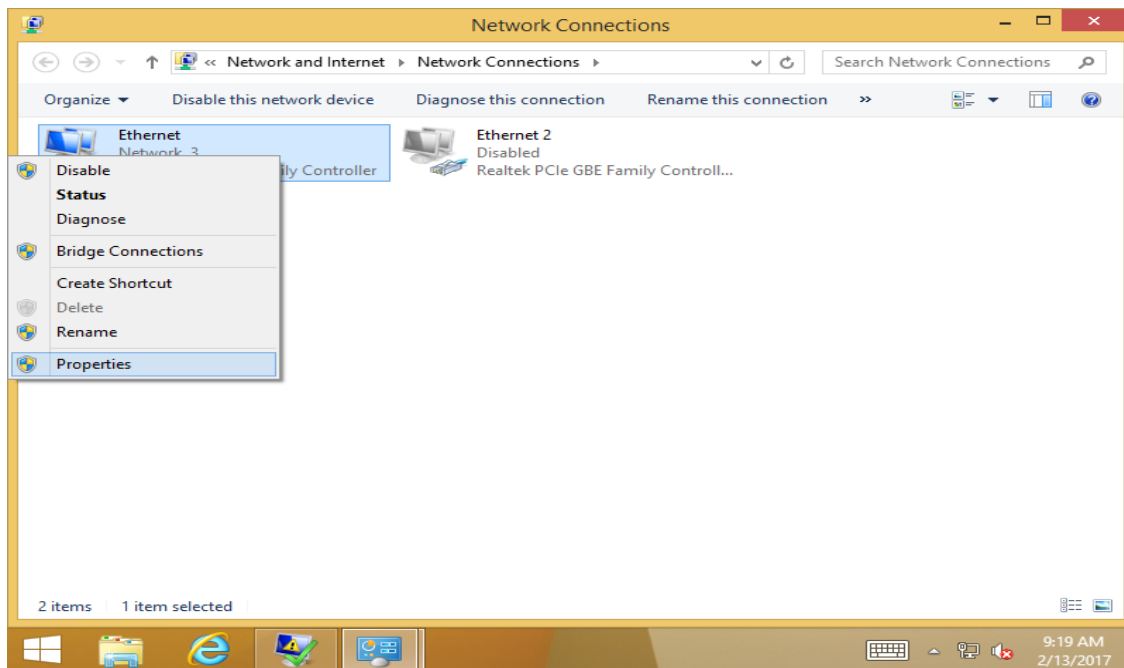 Network Connections
« Network and Internet Network Connections
Search Network Connections
Organize Disable this network device Diagnose this connection Rename this connection »
Ethernet
Network 3
ily Controller
Ethernet 2
Disabled
Realtek PCIe GBE Family Controll...
Disable
Status
Diagnose
Bridge Connections
Create Shortcut
Delete
Rename
Properties
2 items 1 item selected
9:19 AM
2/13/2017